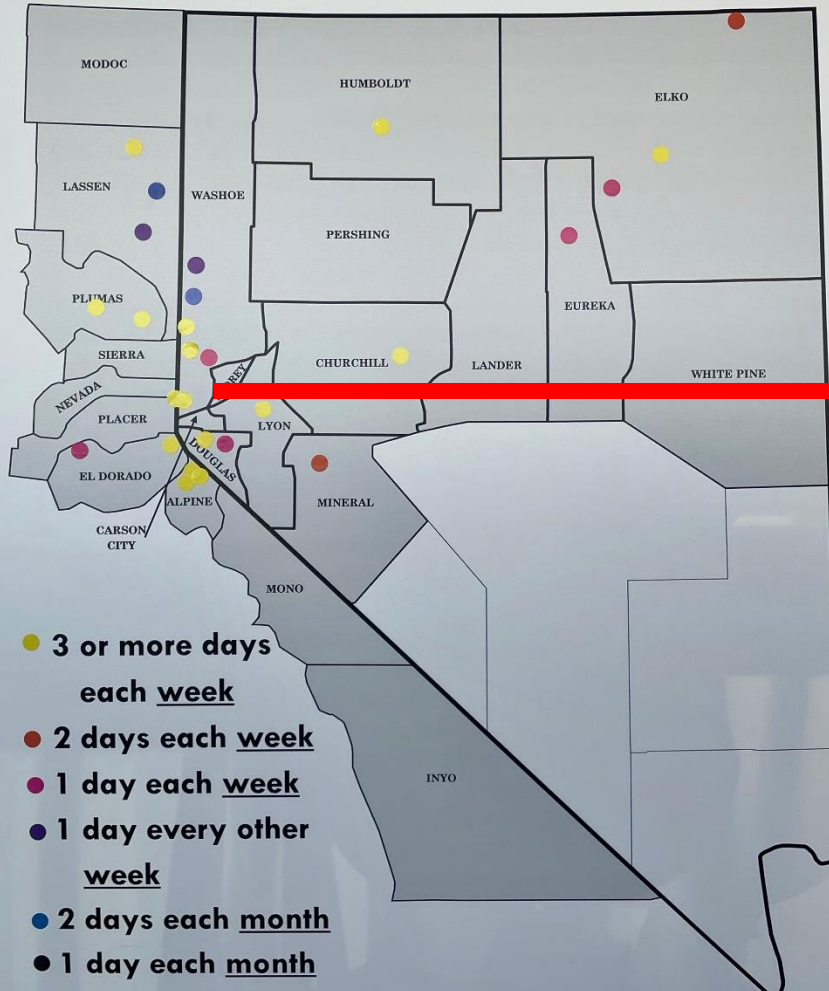 MODOC
HUMBOLDT
ELKO
LASSEN
WASHOE
PERSHING
PLUMAS
EUREKA
SIERRA
CHURCHILL
LANDER
WHITE PINE
NEVADA
PLACER
LYON
DOUGLAS
EL DORADO
ALPINE
MINERAL
CARSON
CITY
MONO
INYO
3 or more days
each week
2 days each week
1 day each week
1 day every other
week
2 days each month
1 day each month